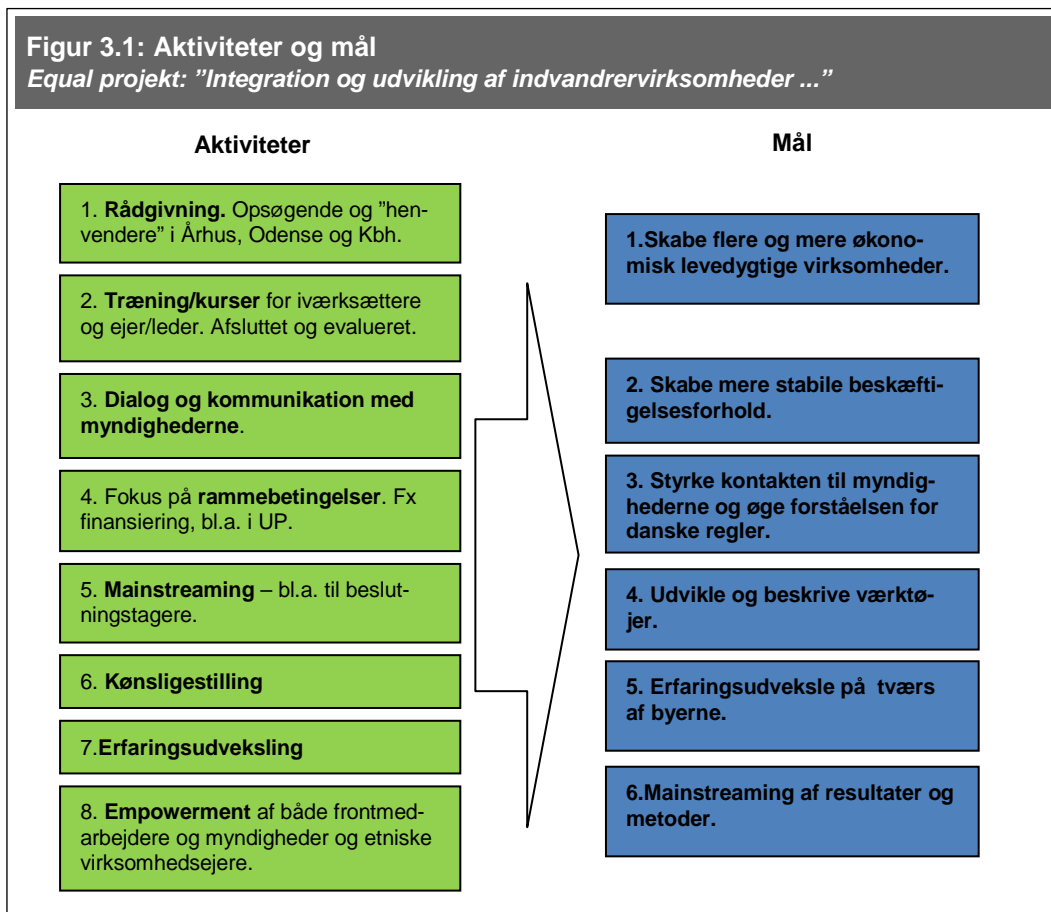 Figur 3.1: Aktiviteter og mål
Equal projekt: ”Integration og udvikling af indvandrervirksomheder ...”
Aktiviteter
1. Rådgivning. Opsøgende og ”hen-
vendere” i Århus, Odense og Kbh.
2. Træning/kurser for iværksættere
og ejer/leder. Afsluttet og evalueret.
3. Dialog og kommunikation med
myndighederne.
4. Fokus på rammebetingelser. Fx
finansiering, bl.a. i UP.
5. Mainstreaming – bl.a. til beslut-
ningstagere.
6. Kønsligestilling
7.Erfaringsudveksling
8. Empowerment af både frontmed-
arbejdere og myndigheder og etniske
virksomhedsejere.
Mål
1.Skabe flere og mere økono-
misk levedygtige virksomheder.
2. Skabe mere stabile beskæfti-
gelsesforhold.
3. Styrke kontakten til myndig-
hederne og øge forståelsen for
danske regler.
4. Udvikle og beskrive værktø-
jer.
5. Erfaringsudveksle på  tværs
af byerne.
6.Mainstreaming af resultater og
metoder.